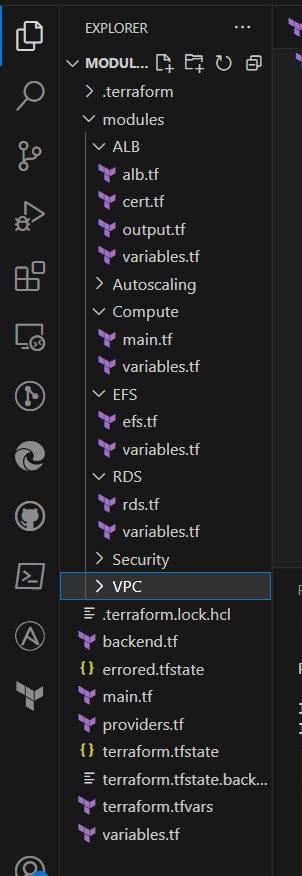 EXPLORER ...
MODUL...
.terraform
modules
ALB
alb.tf
cert.tf
output.tf
variables.tf
Autoscaling
Compute
main.tf
variables.tf
EFS
efs.tf
variables.tf
RDS
rds.tf
variables.tf
Security
VPC
.terraform.lock.hcl
backend.tf
errored.tfstate
main.tf
providers.tf
terraform.tfstate
terraform.tfstate.back...
terraform.tfvars
variables.tf